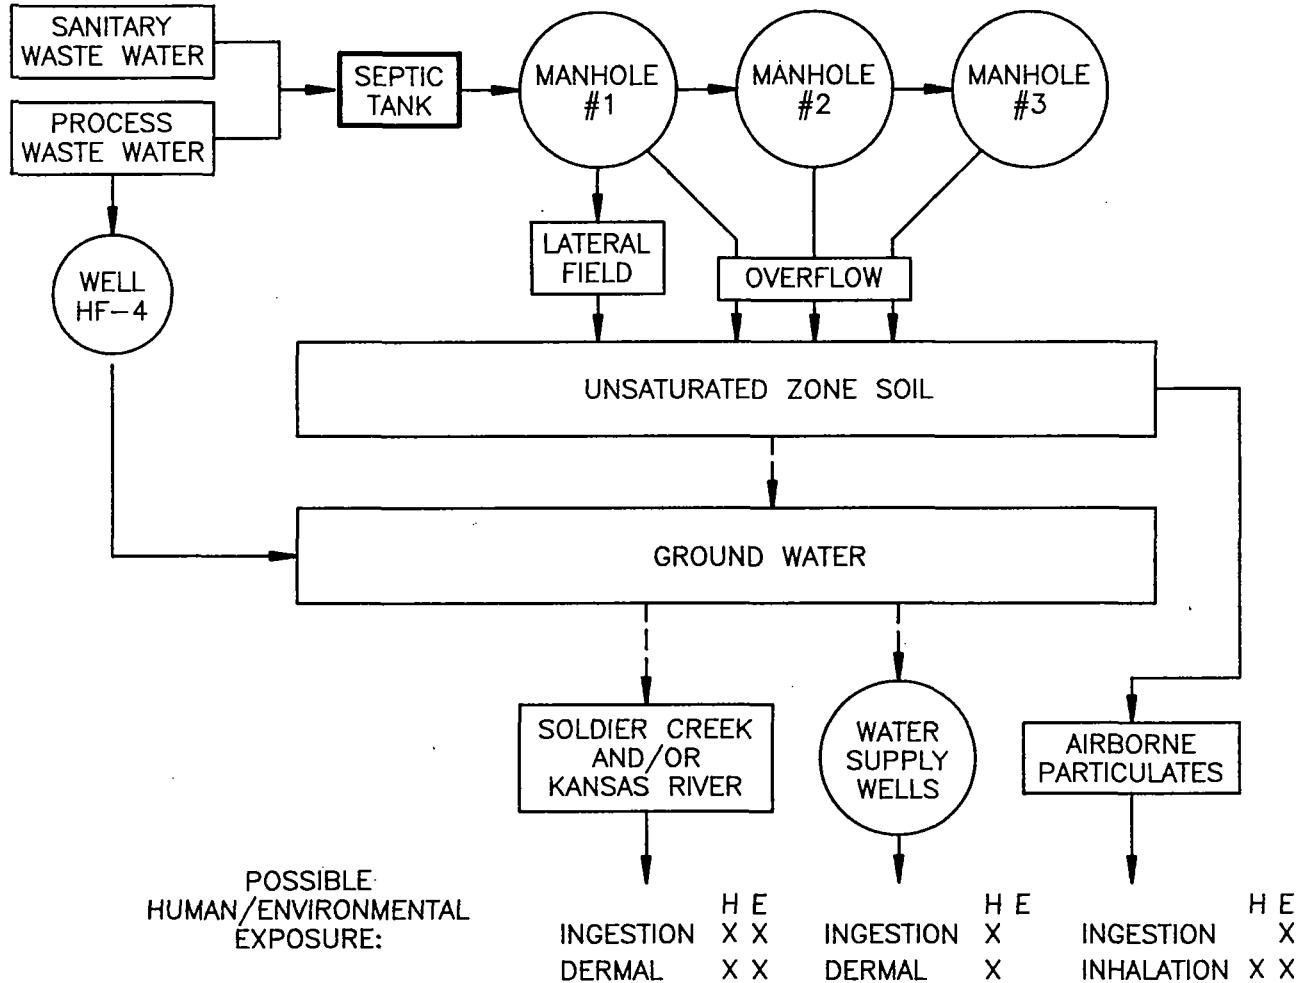 SANITARY
WASTE WATER
PROCESS
WASTE WATER
SEPTIC
TANK
MANHOLE
#1
MANHOLE
#2
MANHOLE
#3
WELL
HF-4
LATERAL
FIELD
OVERFLOW
UNSATURATED ZONE SOIL
GROUND WATER
SOLDIER CREEK
AND/OR
KANSAS RIVER
WATER
SUPPLY
WELLS
AIRBORNE
PARTICULATES
POSSIBLE
HUMAN/ENVIRONMENTAL
EXPOSURE:
H E
INGESTION X X
DERMAL X X
H E
INGESTION X
DERMAL X
H E
INGESTION X
INHALATION X X